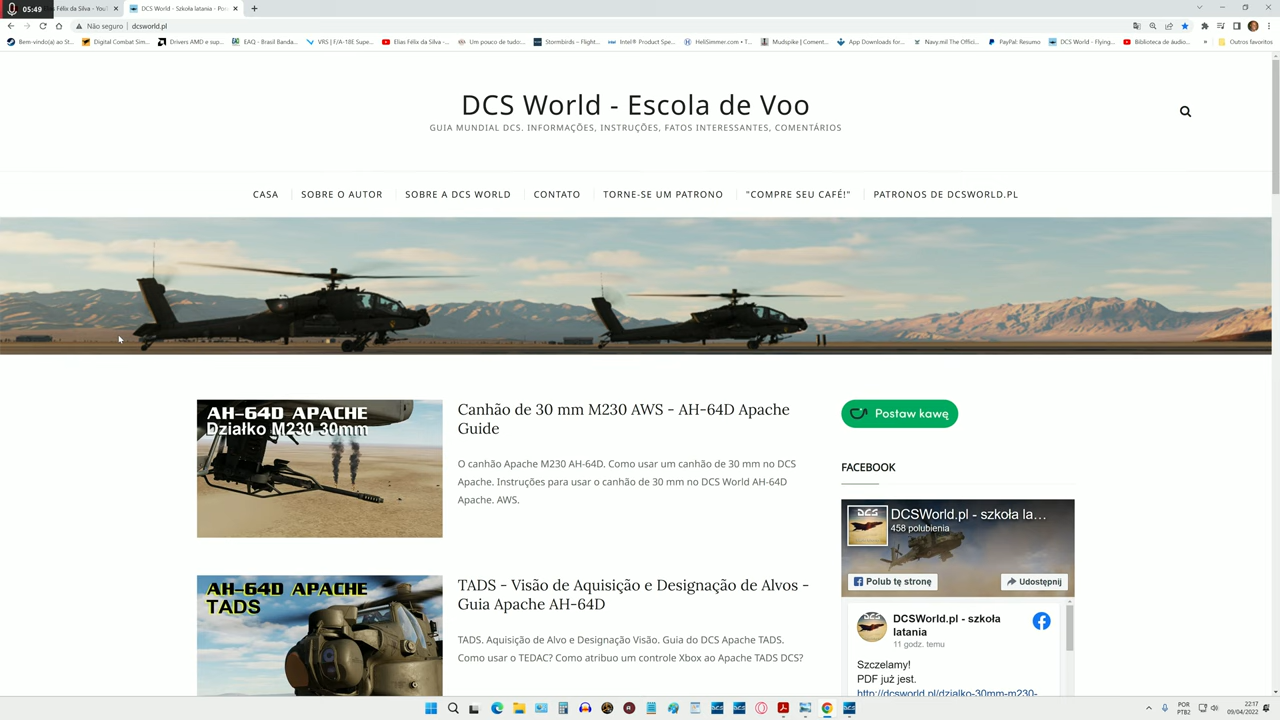 05:49
as Félix da Silva - YouT
DCS World - Szkoła latania - Por
Não seguro
dcsworld.pl
Bem-vindo(a) ao St...
Digital Combat Sim...
Drivers AMD e sup...
EAQ - Brasil Banda...
VRS | F/A-18E Supe...
Elias Félix da Silva -...
Um pouco de tudo:...
Stormbirds – Flight...
Intel® Product Spe...
HeliSimmer.com • T...
Mudspike | Coment...
App Downloads for...
Navy.mil The Offici...
PayPal: Resumo
DCS World - Flying...
Biblioteca de áudio...
»
Outros favoritos
DCS World - Escola de Voo
GUIA MUNDIAL DCS. INFORMAÇÕES, INSTRUÇÕES, FATOS INTERESSANTES, COMENTÁRIOS
CASA
SOBRE O AUTOR
SOBRE A DCS WORLD
CONTATO
TORNE-SE UM PATRONO
"COMPRE SEU CAFÉ!"
PATRONOS DE DCSWORLD.PL
AH-64D APACHE
Działko M230 30mm
Canhão de 30 mm M230 AWS - AH-64D Apache
Guide
O canhão Apache M230 AH-64D. Como usar um canhão de 30 mm no DCS
Apache. Instruções para usar o canhão de 30 mm no DCS World AH-64D
Apache. AWS.
AH-64D APACHE
TADS
TADS - Visão de Aquisição e Designação de Alvos -
Guia Apache AH-64D
TADS. Aquisição de Alvo e Designação Visão. Guia do DCS Apache TADS.
Como usar o TEDAC? Como atribuo um controle Xbox ao Apache TADS DCS?
Postaw kawę
FACEBOOK
DCS
DCSWorld.pl - szkoła la...
458 polubienia
Polub tę stronę
Udostępnij
DCSWorld.pl - szkoła
latania
11 godz. temu
Szczelamy!
PDF już jest.
http://dcsworld.pl/dzialko-30mm-m230-
POR
PTB2
22:17
09/04/2022